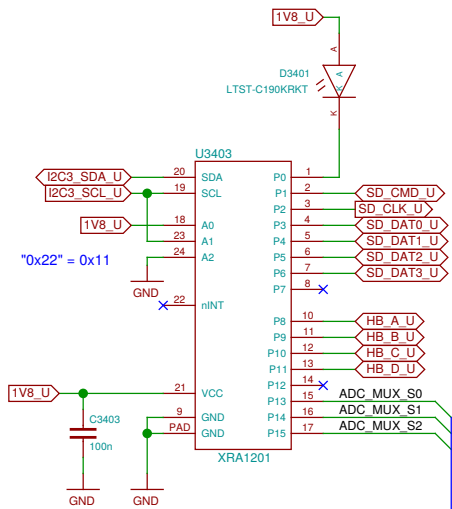 1V8_U
A
D3401
A
LTST-C190KRKT
K
K
U3403
I2C3_SDA_U 20 SDA P0 1
I2C3_SCL_U 19 SCL P1 2 SD_CMD_U
P2 3 SD_CLK_U
1V8_U 18 A0 P3 4 SD_DAT0_U
23 A1 P4 5 SD_DAT1_U
24 A2 P5 6 SD_DAT2_U
"0x22" = 0x11
P6 7 SD_DAT3_U
P7 8
GND
22 nINT
P8 10 HB_A_U
P9 11 HB_B_U
P10 12 HB_C_U
P11 13 HB_D_U
P12 14
1V8_U 21 VCC P13 15 ADC_MUX_S0
9 GND P14 16 ADC_MUX_S1
PAD GND P15 17 ADC_MUX_S2
C3403
100n
XRA1201
GND
GND